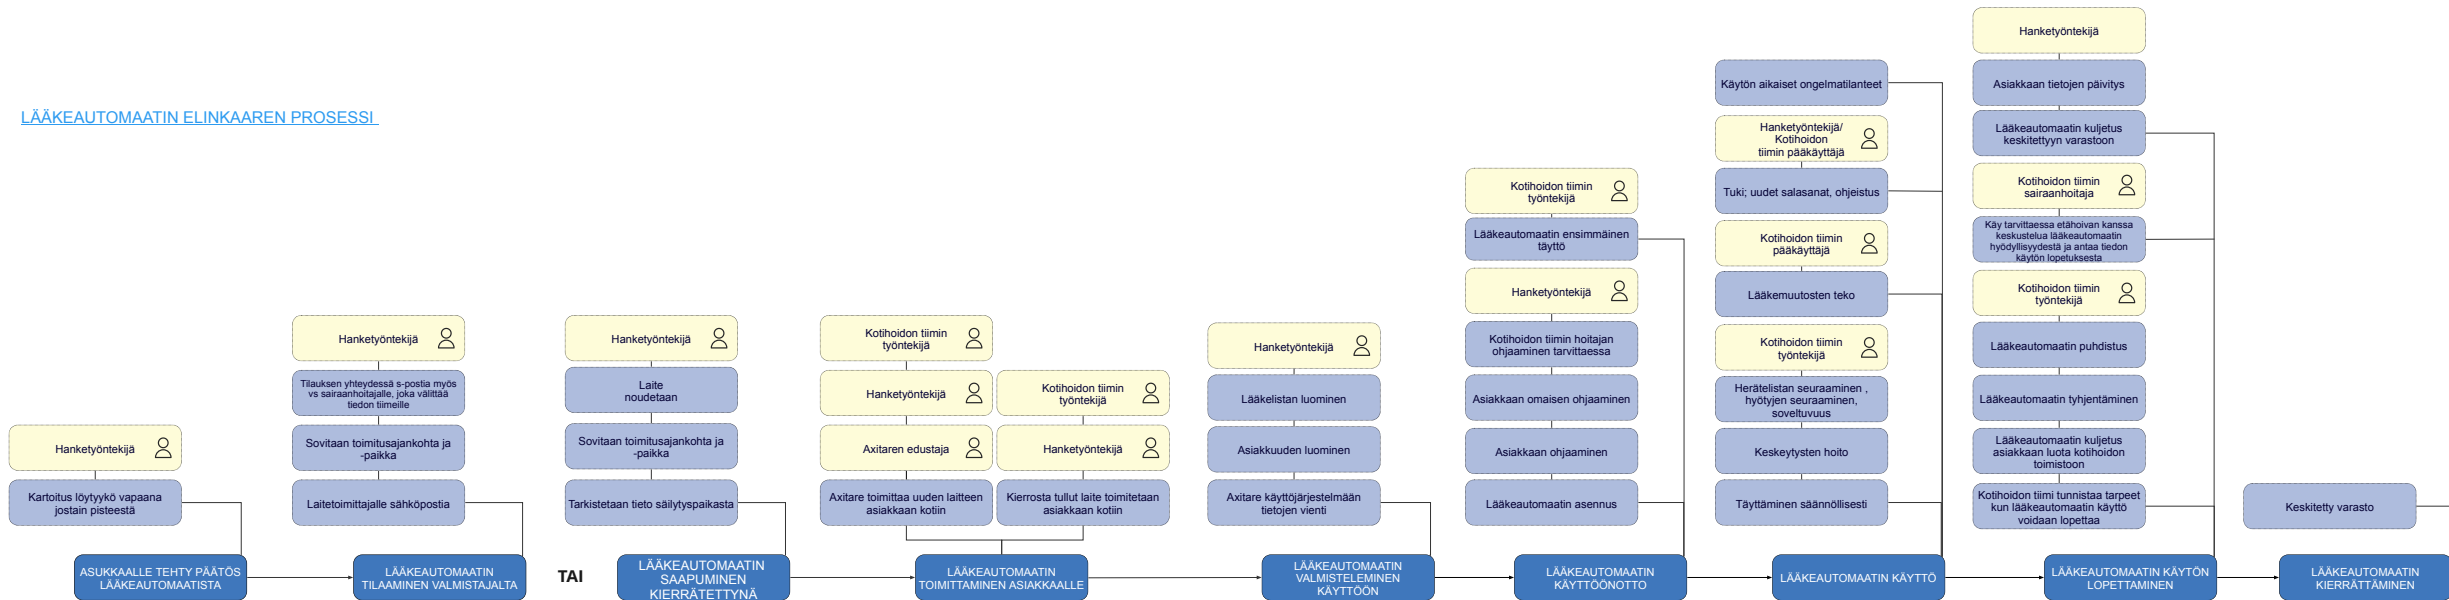 LÄÄKEAUTOMAATIN ELINKAAREN PROSESSI
Hanketyöntekijä
Kartoitus löytyykö vapaana
jostain pisteestä
ASUKKAALLE TEHTY PÄÄTÖS
LÄÄKEAUTOMAATISTA
Hanketyöntekijä
Tilauksen yhteydessä s-postia myös
vs sairaanhoitajalle, joka välittää
tiedon tiimeille
Sovitaan toimitusajankohta ja
-paikka
Laitetoimittajalle sähköpostia
LÄÄKEAUTOMAATIN
TILAAMINEN VALMISTAJALTA
TAI
Hanketyöntekijä
Laite
noudetaan
Sovitaan toimitusajankohta ja
-paikka
Tarkistetaan tieto säilytyspaikasta
LÄÄKEAUTOMAATIN
SAAPUMINEN
KIERRÄTETTYNÄ
Kotihoidon tiimin
työntekijä
Hanketyöntekijä
Axitaren edustaja
Axitare toimittaa uuden laitteen
asiakkaan kotiin
Kotihoidon tiimin
työntekijä
Hanketyöntekijä
Kierrosta tullut laite toimitetaan
asiakkaan kotiin
LÄÄKEAUTOMAATIN
TOIMITTAMINEN ASIAKKAALLE
Hanketyöntekijä
Lääkelistan luominen
Asiakkuuden luominen
Axitare käyttöjärjestelmään
tietojen vienti
LÄÄKEAUTOMAATIN
VALMISTELEMINEN
KÄYTTÖÖN
Kotihoidon tiimin
työntekijä
Lääkeautomaatin ensimmäinen
täyttö
Hanketyöntekijä
Kotihoidon tiimin hoitajan
ohjaaminen tarvittaessa
Asiakkaan omaisen ohjaaminen
Asiakkaan ohjaaminen
Lääkeautomaatin asennus
LÄÄKEAUTOMAATIN
KÄYTTÖÖNOTTO
Käytön aikaiset ongelmatilanteet
Hanketyöntekijä/
Kotihoidon
tiimin pääkäyttäjä
Tuki; uudet salasanat, ohjeistus
Kotihoidon tiimin
pääkäyttäjä
Lääkemuutosten teko
Kotihoidon tiimin
työntekijä
Herätelistan seuraaminen ,
hyötyjen seuraaminen,
soveltuvuus
Keskeytysten hoito
Täyttäminen säännöllisesti
LÄÄKEAUTOMAATIN KÄYTTÖ
Hanketyöntekijä
Asiakkaan tietojen päivitys
Lääkeautomaatin kuljetus
keskitettyyn varastoon
Kotihoidon tiimin
sairaanhoitaja
Käy tarvittaessa etähoivan kanssa
keskustelua lääkeautomaatin
hyödyllisyydestä ja antaa tiedon
käytön lopetuksesta
Kotihoidon tiimin
työntekijä
Lääkeautomaatin puhdistus
Lääkeautomaatin tyhjentäminen
Lääkeautomaatin kuljetus
asiakkaan luota kotihoidon
toimistoon
Kotihoidon tiimi tunnistaa tarpeet
kun lääkeautomaatin käyttö
voidaan lopettaa
LÄÄKEAUTOMAATIN KÄYTÖN
LOPETTAMINEN
Keskitetty varasto
LÄÄKEAUTOMAATIN
KIERRÄTTÄMINEN